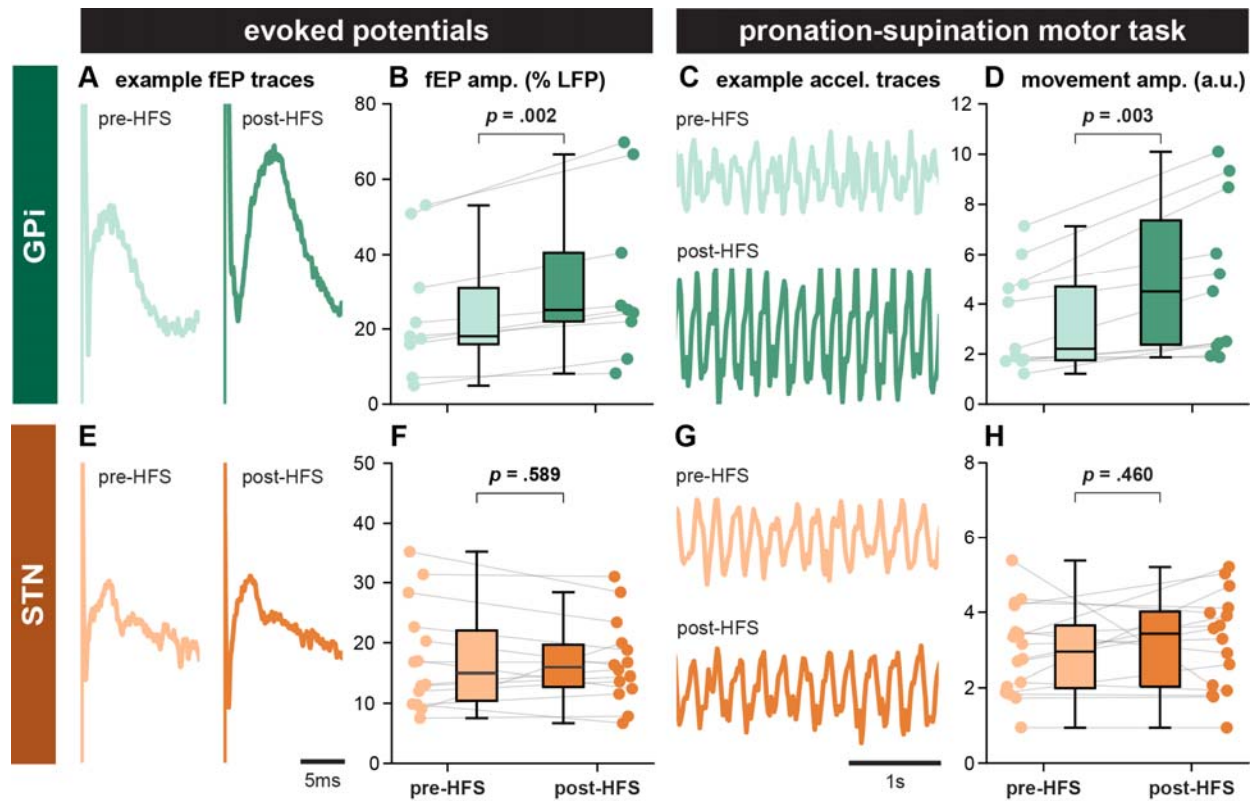 evoked potentials
pronation-supination motor task
GPi
A example fEP traces
pre-HFS
post-HFS
B fEP amp. (% LFP)
p = .002
80
60
40
20
0
C example accel. traces
pre-HFS
post-HFS
D movement amp. (a.u.)
p = .003
12
10
8
6
4
2
0
STN
E
pre-HFS
post-HFS
5ms
F
p = .589
50
40
30
20
10
0
pre-HFS
post-HFS
G
pre-HFS
post-HFS
1s
H
p = .460
8
6
4
2
0
pre-HFS
post-HFS